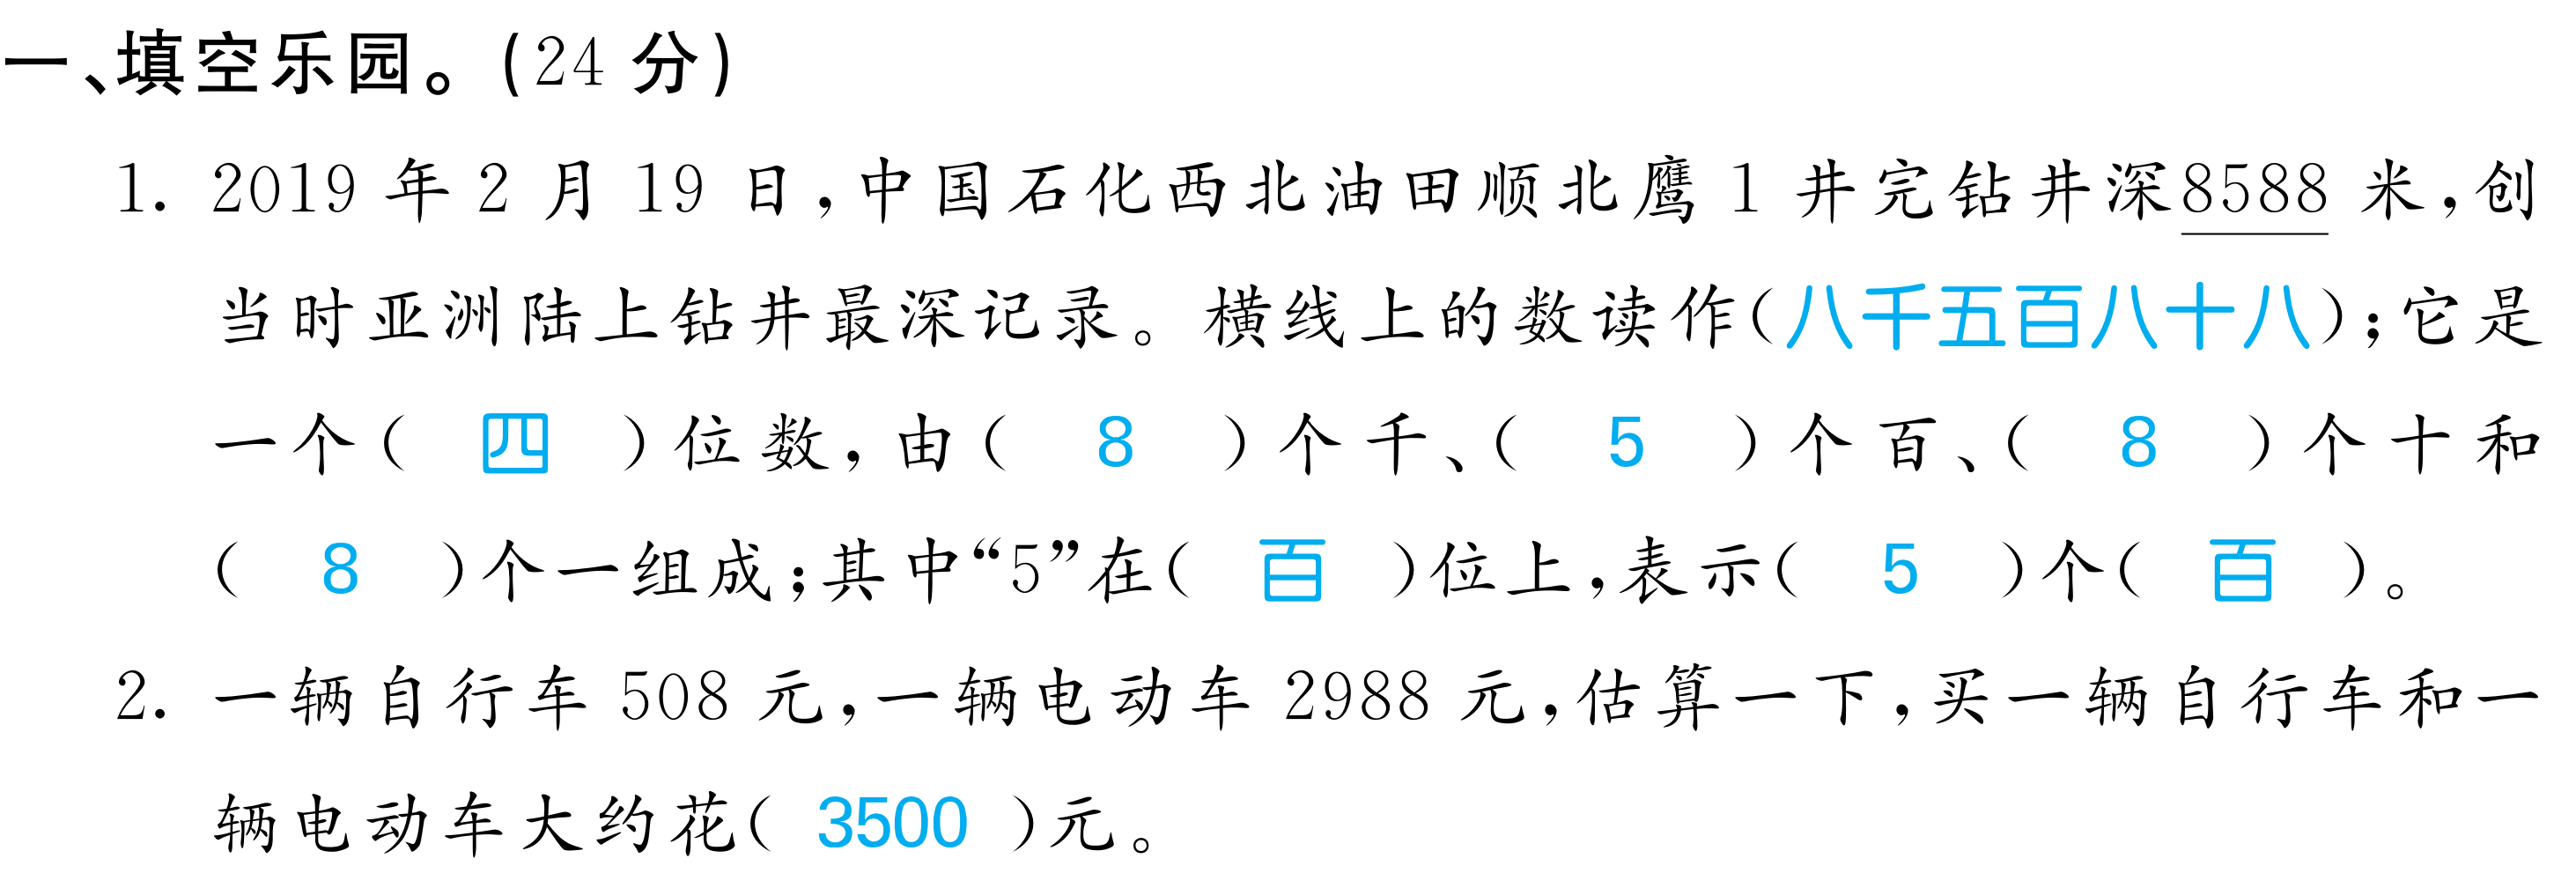 一、填空乐园。(24 分)
1. 2019 年 2 月 19 日,中国石化西北油田顺北鹰 1 井完钻井深8588 米,创
当时亚洲陆上钻井最深记录。横线上的数读作(八千五百八十八);它是
一个( 四 )位数,由( 8 )个千、( 5 )个百、( 8 )个十和
( 8 )个一组成;其中“5”在( 百 )位上,表示( 5 )个( 百 )。
2. 一辆自行车 508 元,一辆电动车 2988 元,估算一下,买一辆自行车和一
辆电动车大约花( 3500 )元。